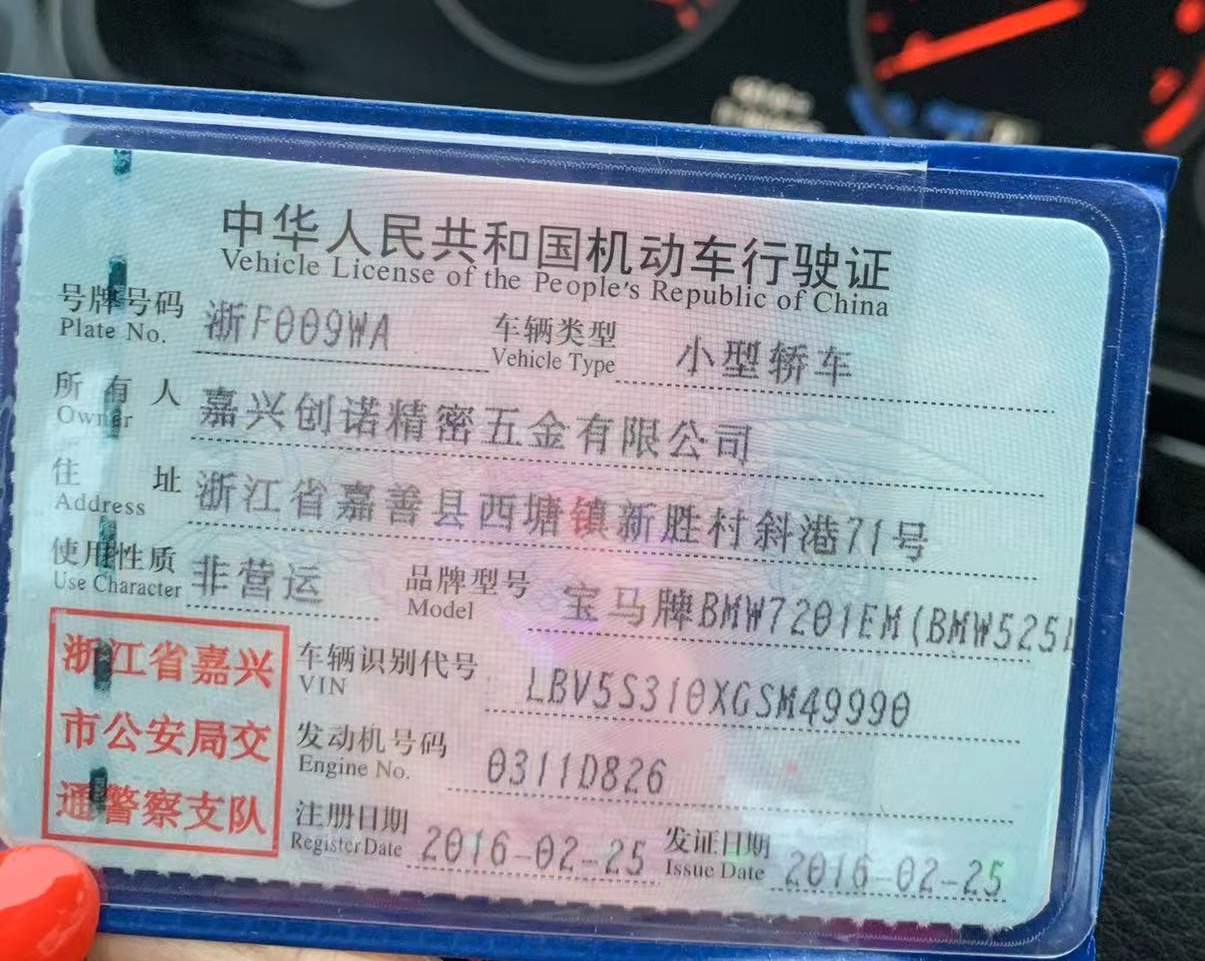 中华人民共和国机动车行驶证
Vehicle License of the People's Republic of China
号牌号码 浙F009WA 车辆类型 小型轿车
Plate No. Vehicle Type
所有人 嘉兴创诺精密五金有限公司
Owner
住址 浙江省嘉善县西塘镇新胜村斜港71号
Address
使用性质 非营运 品牌型号 宝马牌BMW7201EM(BMW525L
Use Character Model
浙江省嘉兴
市公安局交
通警察支队
车辆识别代号 LBV5S310XGSM49990
VIN
发动机号码 0311D826
Engine No.
注册日期 2016-02-25 发证日期 2016-02-25
Register Date Issue Date